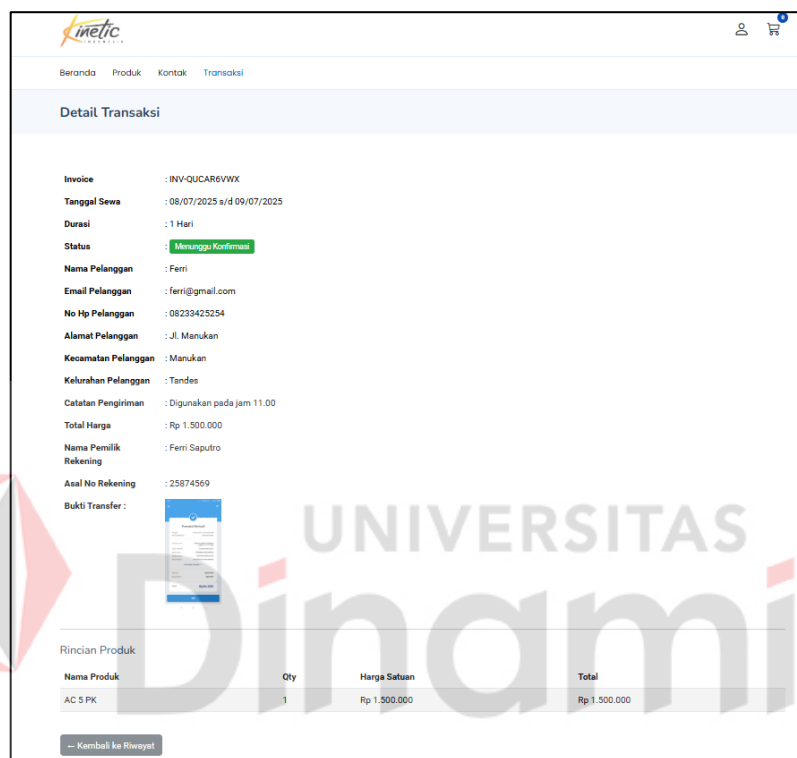 Kinetic
INDONESIA
8
Beranda Produk Kontak Transaksi
Detail Transaksi
Invoice : INV-QUCAR6VWX
Tanggal Sewa : 08/07/2025 s/d 09/07/2025
Durasi : 1 Hari
Status : Menunggu Konfirmasi
Nama Pelanggan : Ferri
Email Pelanggan : ferri@gmail.com
No Hp Pelanggan : 08233425254
Alamat Pelanggan : Jl. Manukan
Kecamatan Pelanggan : Manukan
Kelurahan Pelanggan : Tandes
Catatan Pengiriman : Digunakan pada jam 11.00
Total Harga : Rp 1.500.000
Nama Pemilik Rekening : Ferri Saputro
Asal No Rekening : 25874569
Bukti Transfer :
UNIVERSITAS
Dinami
Rincian Produk
Nama Produk Qty Harga Satuan Total
AC 5 PK 1 Rp 1.500.000 Rp 1.500.000
← Kembali ke Riwayat